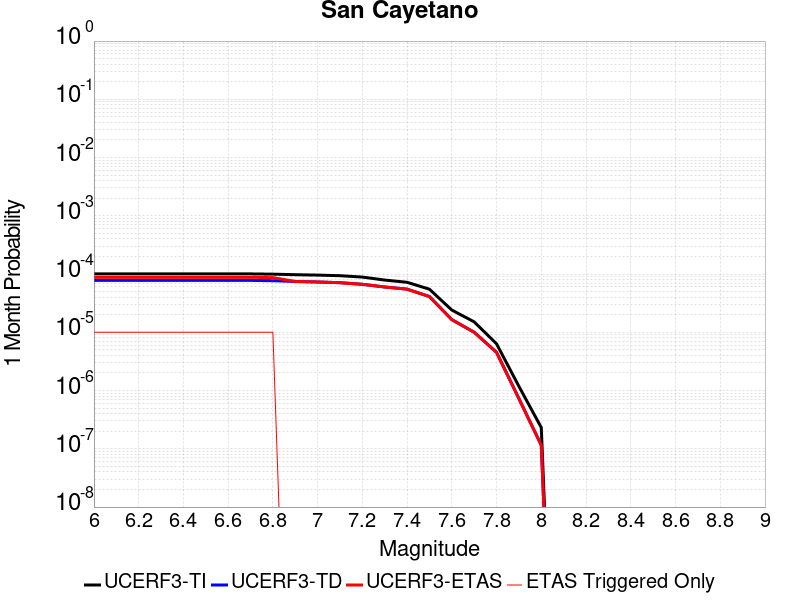 San Cayetano
1 Month Probability
10^0
10^-1
10^-2
10^-3
10^-4
10^-5
10^-6
10^-7
10^-8
6 6.2 6.4 6.6 6.8 7 7.2 7.4 7.6 7.8 8 8.2 8.4 8.6 8.8 9
Magnitude
UCERF3-TI UCERF3-TD UCERF3-ETAS ETAS Triggered Only